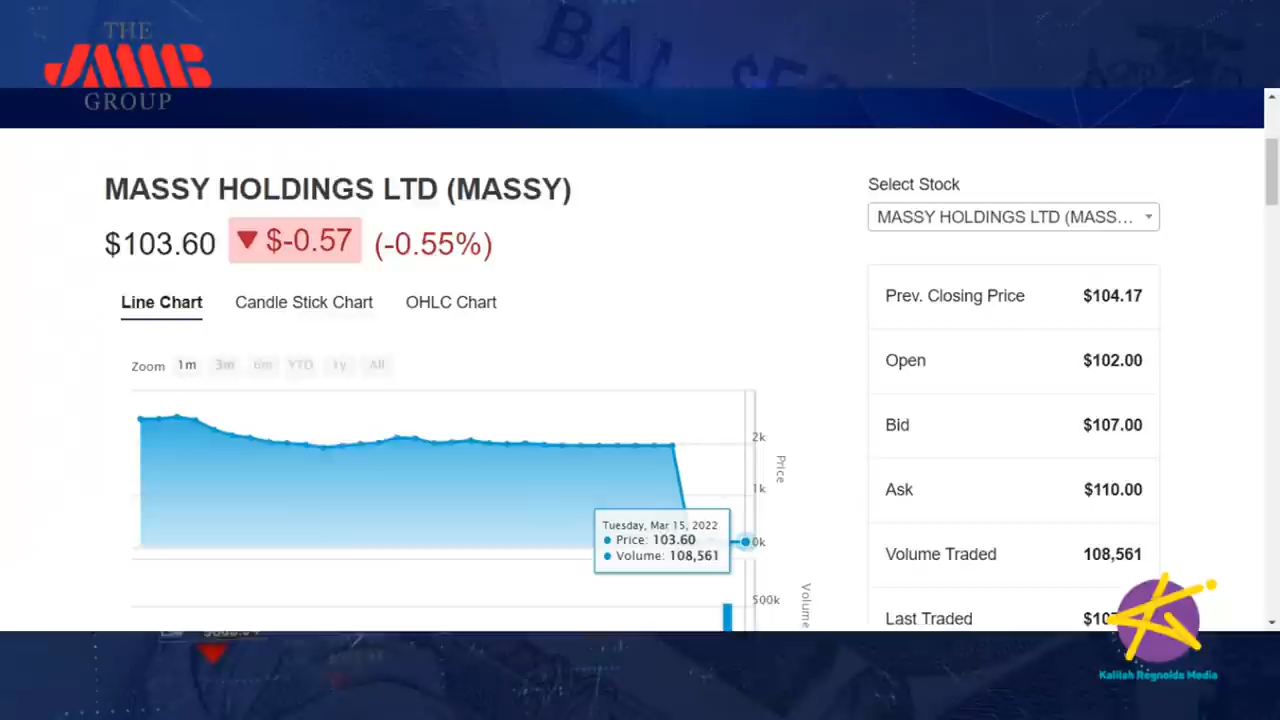 THE
JMMB
GROUP
MASSY HOLDINGS LTD (MASSY)
$103.60 ▼ $-0.57 (-0.55%)
Line Chart Candle Stick Chart OHLC Chart
Zoom 1m 3m 6m YTD 1y All
2k
1k
0k
Price
Tuesday, Mar 15, 2022
Price: 103.60
Volume: 108,561
500k
Volume
Select Stock
MASSY HOLDINGS LTD (MASS...
Prev. Closing Price $104.17
Open $102.00
Bid $107.00
Ask $110.00
Volume Traded 108,561
Last Traded
Kalilah Reynolds Media